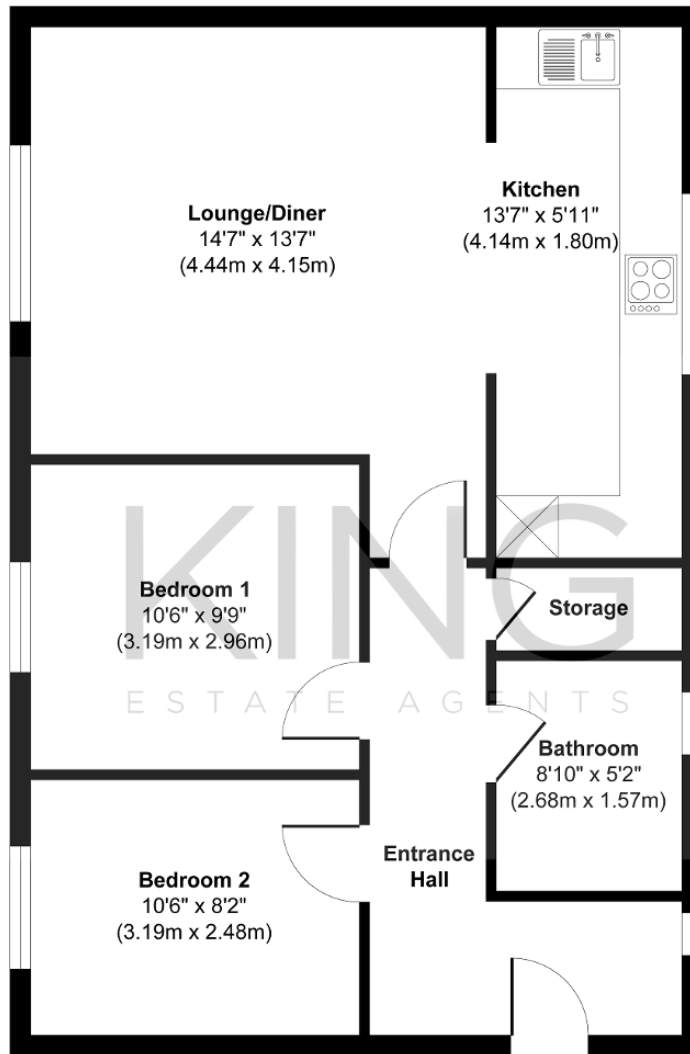 Lounge/Diner
14'7" x 13'7"
(4.44m x 4.15m)
Kitchen
13'7" x 5'11"
(4.14m x 1.80m)
KING
ESTATE AGENTS
Bedroom 1
10'6" x 9'9"
(3.19m x 2.96m)
Storage
Bathroom
8'10" x 5'2"
(2.68m x 1.57m)
Entrance
Hall
Bedroom 2
10'6" x 8'2"
(3.19m x 2.48m)